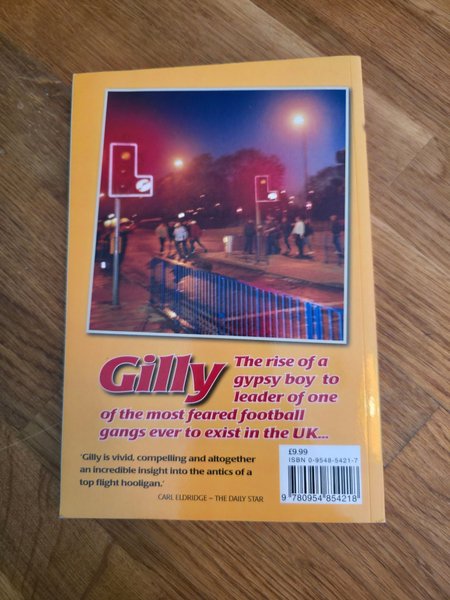 Gilly The rise of a
gypsy boy to
leader of one
of the most feared football
gangs ever to exist in the UK...
'Gilly is vivid, compelling and altogether
an incredible insight into the antics of a
top flight hooligan.'
CARL ELDRIDGE – THE DAILY STAR
£9.99
ISBN 0-9548-5421-7
9 780954 854218